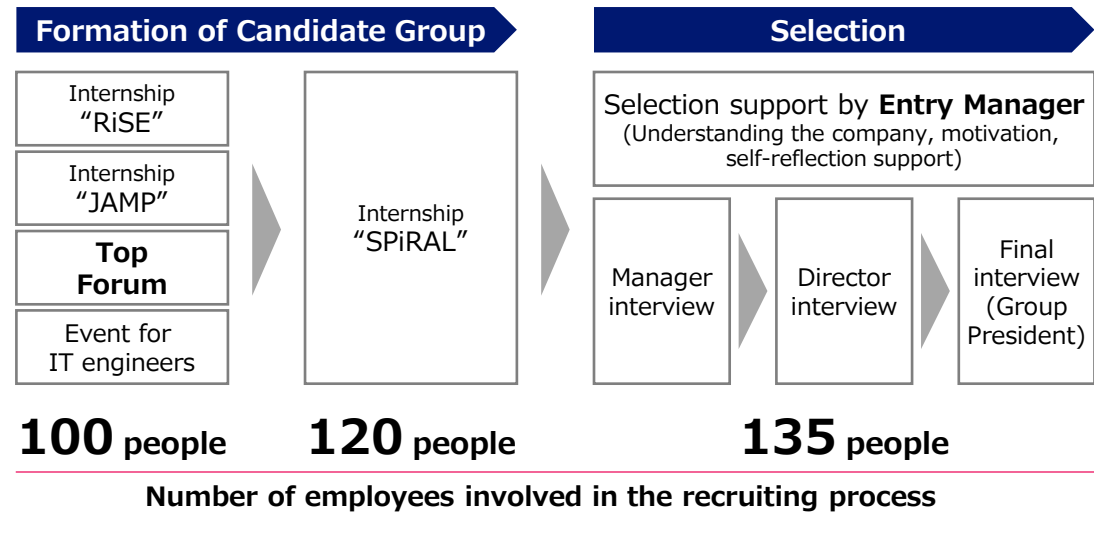 Formation of Candidate Group
Selection
Internship
“RiSE”
Internship
“JAMP”
Top
Forum
Event for
IT engineers
Internship
“SPiRAL”
Selection support by Entry Manager
(Understanding the company, motivation,
self-reflection support)
Manager
interview
Director
interview
Final
interview
(Group
President)
100 people
120 people
135 people
Number of employees involved in the recruiting process